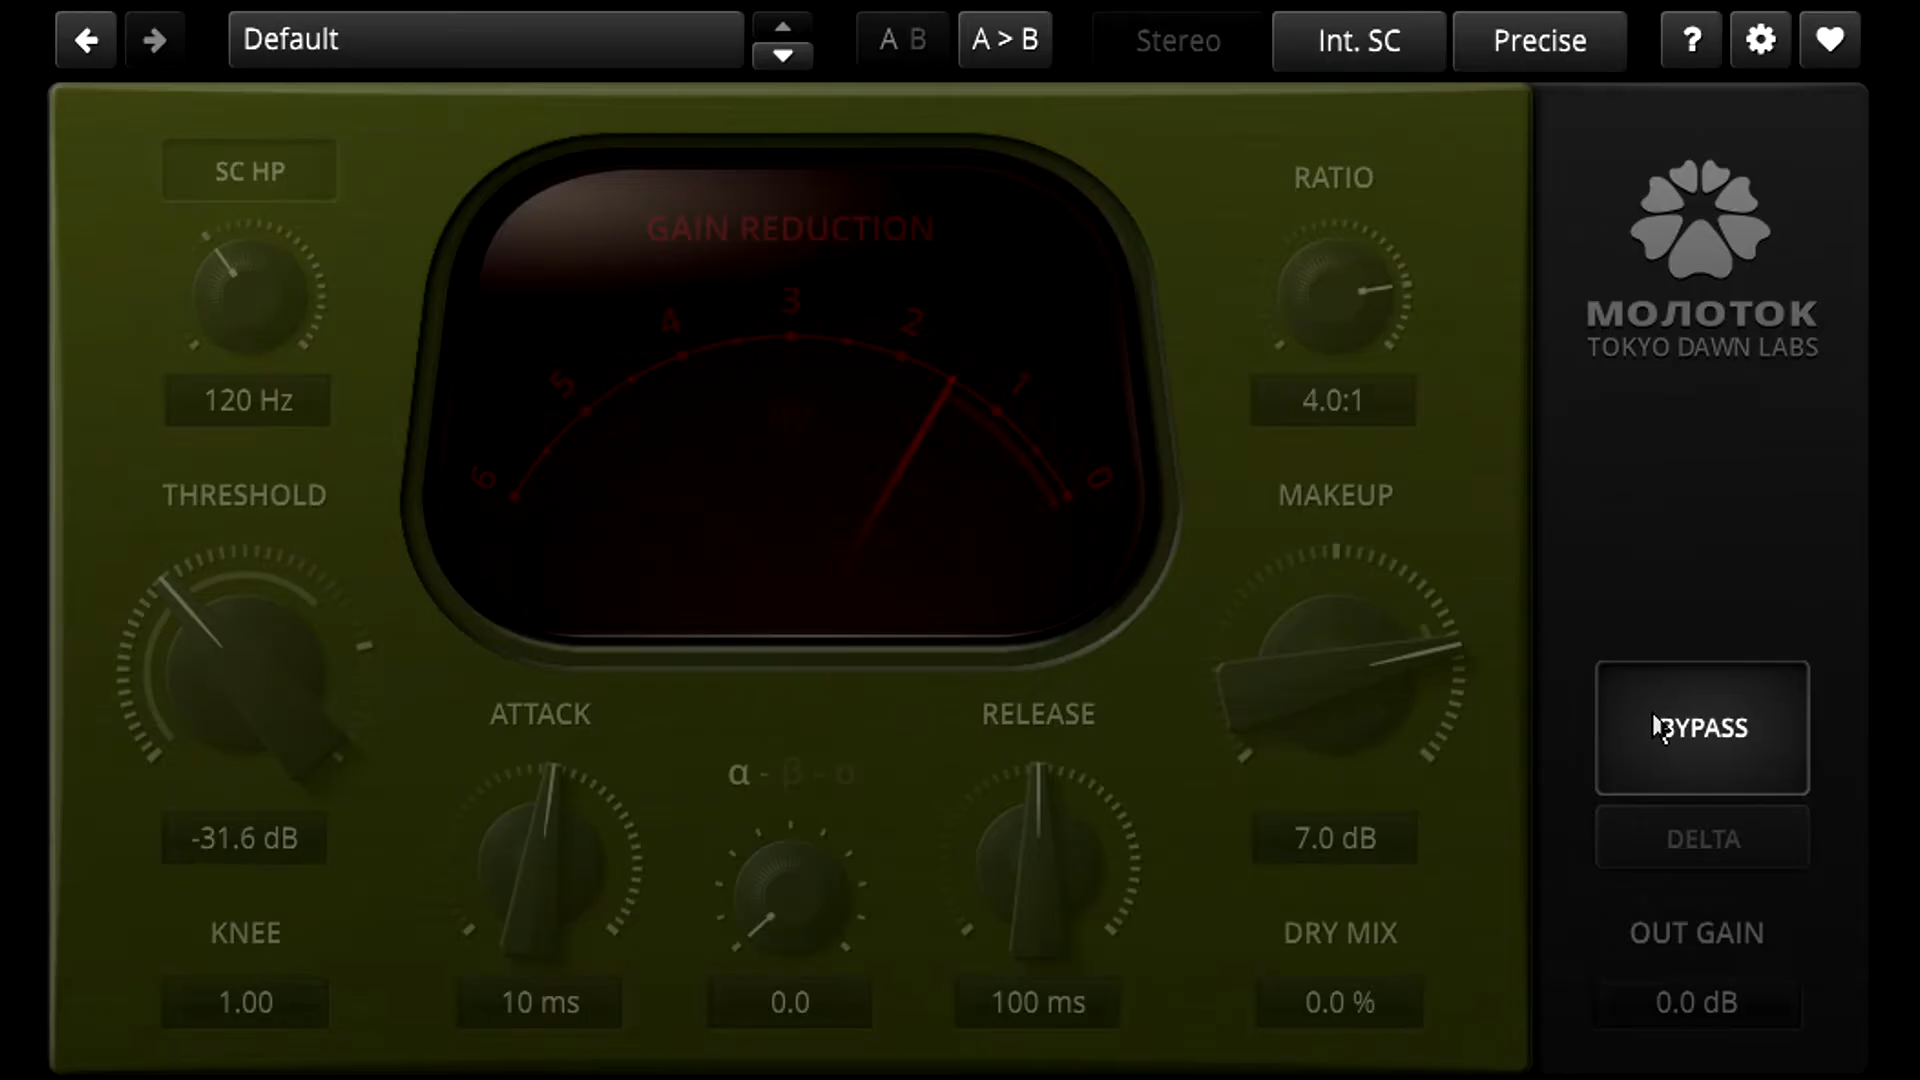 Default
A B
A > B
Stereo
Int. SC
Precise
?
SC HP
120 Hz
THRESHOLD
-31.6 dB
KNEE
1.00
GAIN REDUCTION
6 5 4 3 2 1 0
ATTACK
10 ms
α - β - σ
0.0
RELEASE
100 ms
RATIO
4.0:1
MAKEUP
7.0 dB
DRY MIX
0.0 %
МОЛОТОК
TOKYO DAWN LABS
BYPASS
DELTA
OUT GAIN
0.0 dB